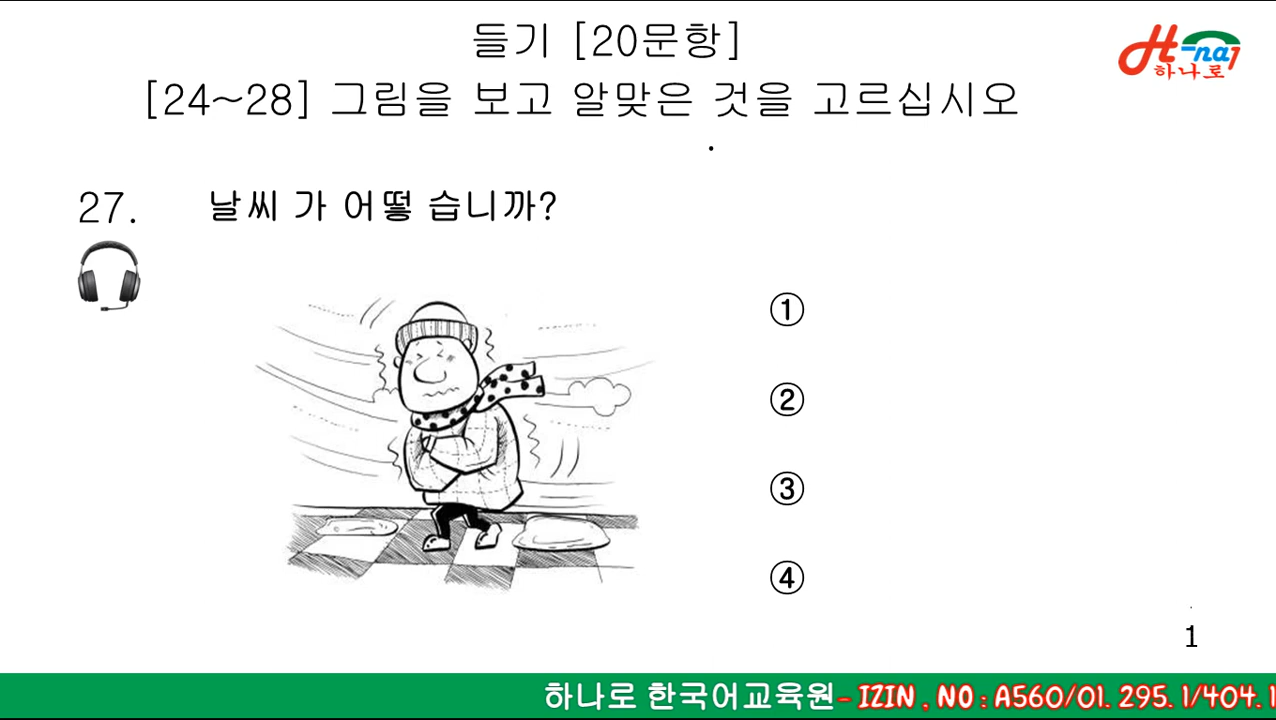 들기 [20문항]
H-na1
하나로
[24~28] 그림을 보고 알맞은 것을 고르십시오
.
27. 날씨 가 어떻 습니까?
①
②
③
④
1
하나로 한국어교육원 - IZIN . NO : A560/01. 295. 1/404. 1